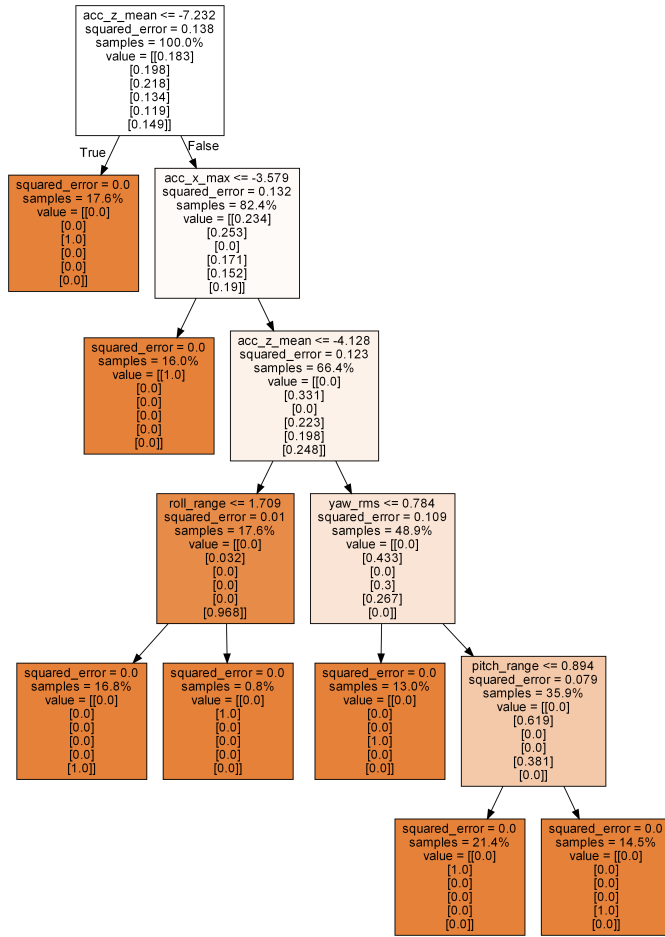 acc_z_mean <= -7.232
squared_error = 0.138
samples = 100.0%
value = [[0.183]
[0.198]
[0.218]
[0.134]
[0.119]
[0.149]]
True
False
squared_error = 0.0
samples = 17.6%
value = [[0.0]
[0.0]
[1.0]
[0.0]
[0.0]
[0.0]]
acc_x_max <= -3.579
squared_error = 0.132
samples = 82.4%
value = [[0.234]
[0.253]
[0.0]
[0.171]
[0.152]
[0.19]]
squared_error = 0.0
samples = 16.0%
value = [[1.0]
[0.0]
[0.0]
[0.0]
[0.0]
[0.0]]
acc_z_mean <= -4.128
squared_error = 0.123
samples = 66.4%
value = [[0.0]
[0.331]
[0.0]
[0.223]
[0.198]
[0.248]]
roll_range <= 1.709
squared_error = 0.01
samples = 17.6%
value = [[0.0]
[0.032]
[0.0]
[0.0]
[0.0]
[0.968]]
yaw_rms <= 0.784
squared_error = 0.109
samples = 48.9%
value = [[0.0]
[0.433]
[0.0]
[0.3]
[0.267]
[0.0]]
squared_error = 0.0
samples = 16.8%
value = [[0.0]
[0.0]
[0.0]
[0.0]
[0.0]
[1.0]]
squared_error = 0.0
samples = 0.8%
value = [[0.0]
[1.0]
[0.0]
[0.0]
[0.0]
[0.0]]
squared_error = 0.0
samples = 13.0%
value = [[0.0]
[0.0]
[0.0]
[1.0]
[0.0]
[0.0]]
pitch_range <= 0.894
squared_error = 0.079
samples = 35.9%
value = [[0.0]
[0.619]
[0.0]
[0.0]
[0.381]
[0.0]]
squared_error = 0.0
samples = 21.4%
value = [[0.0]
[1.0]
[0.0]
[0.0]
[0.0]
[0.0]]
squared_error = 0.0
samples = 14.5%
value = [[0.0]
[0.0]
[0.0]
[0.0]
[1.0]
[0.0]]